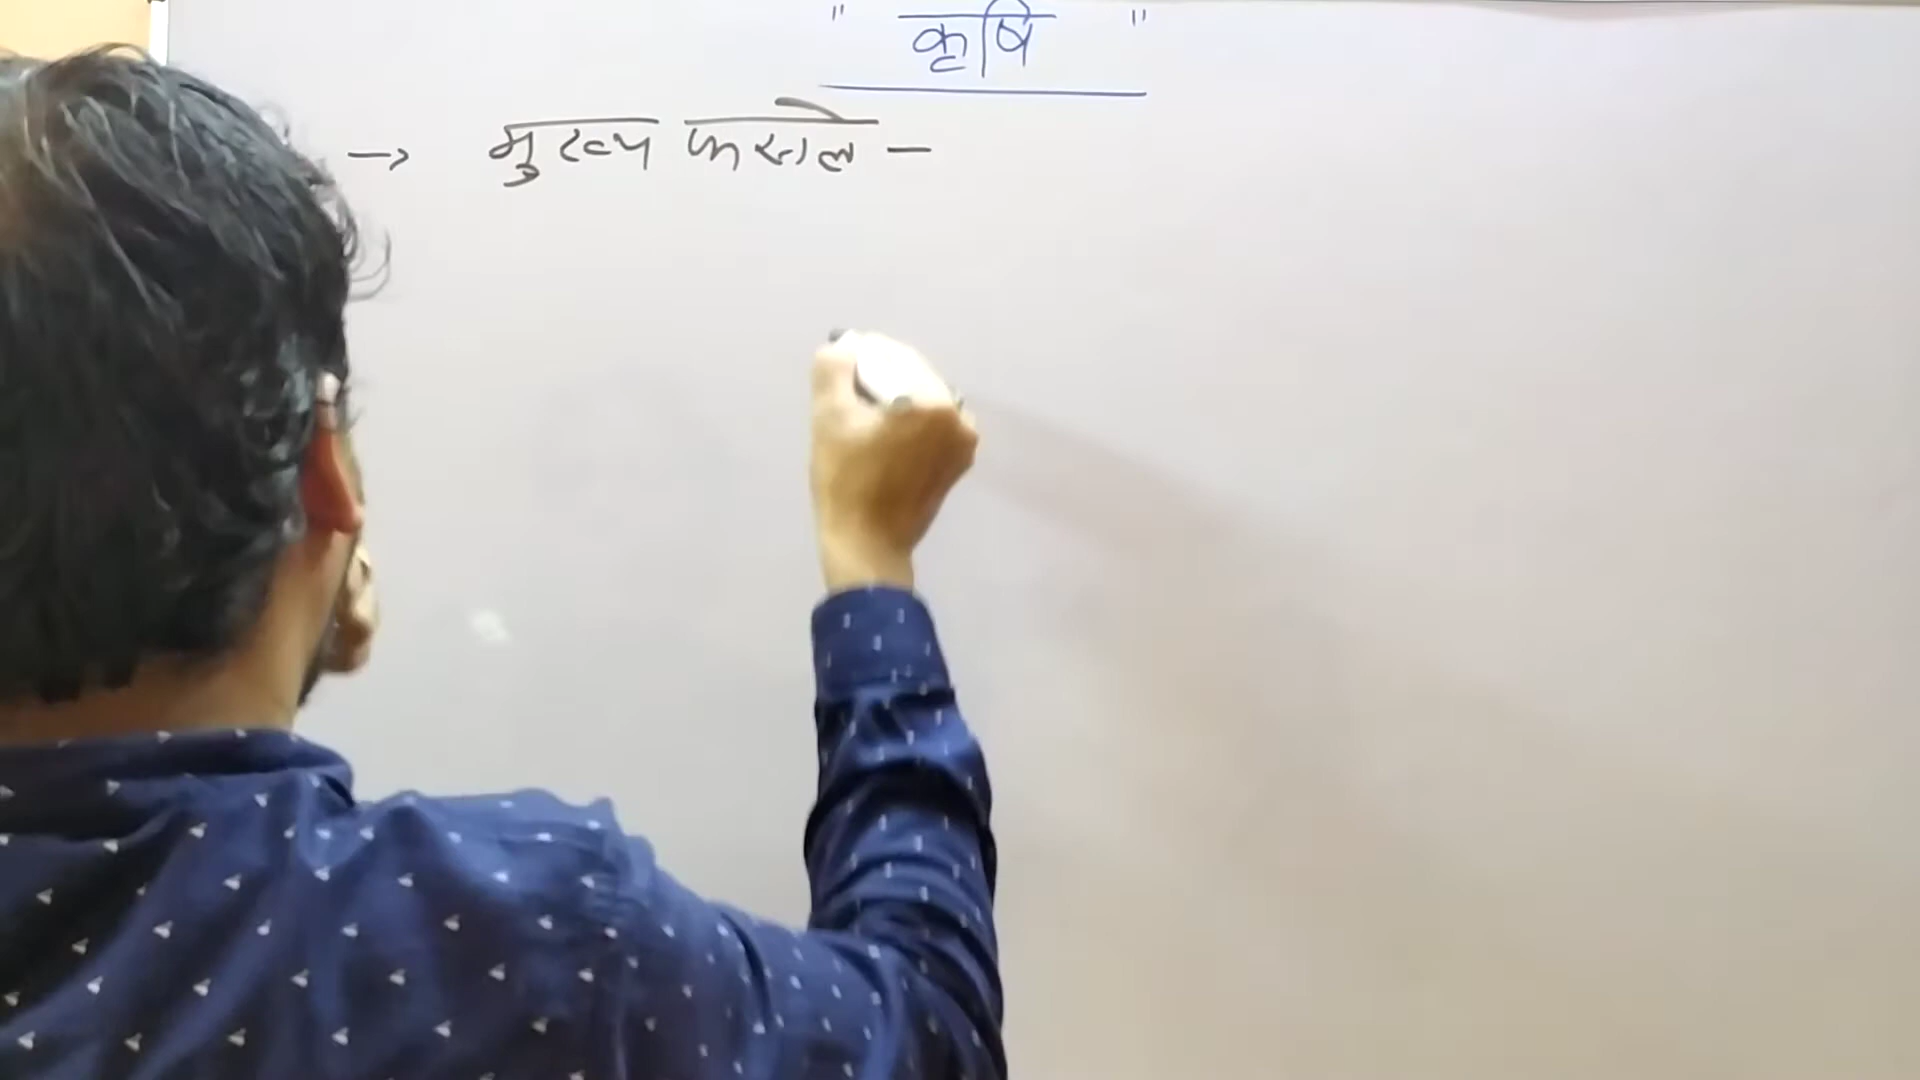 " कृषि "
→ मुख्य फसले -